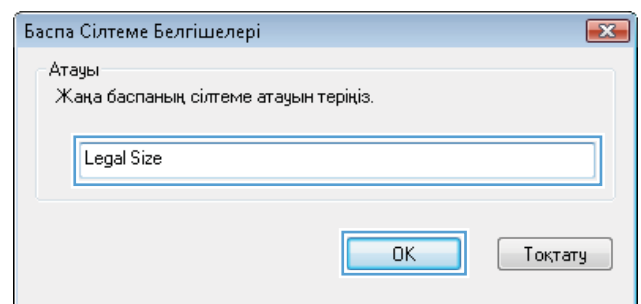 Баспа Сілтеме Белгішелері
Атауы
Жаңа баспаның сілтеме атауын теріңіз.
Legal Size
OK
Тоқтату